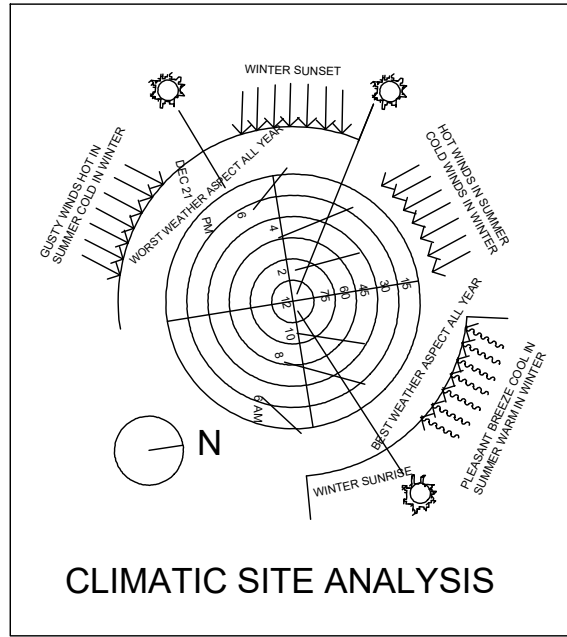 WINTER SUNSET
GUSTY WINDS HOT IN
SUMMER COLD IN WINTER
DEC 21
WORST WEATHER ASPECT ALL YEAR
HOT WINDS IN SUMMER
COLD WINDS IN WINTER
PM
6
4
2
12
10
8
6 AM
75
60
45
30
15
BEST WEATHER ASPECT ALL YEAR
PLEASANT BREEZE COOL IN
SUMMER WARM IN WINTER
WINTER SUNRISE
N
CLIMATIC SITE ANALYSIS